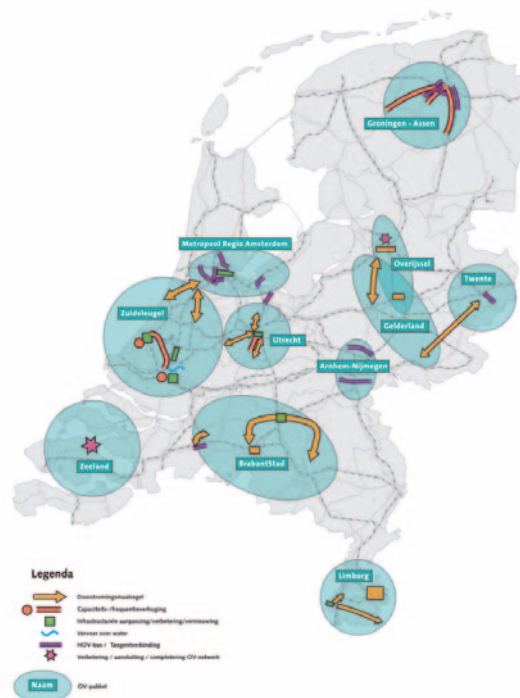 Groningen - Assen
Metropool Regio Amsterdam
Overijssel
Twente
Zuidvleugel
Utrecht
Gelderland
Arnhem-Nijmegen
Zeeland
BrabantStad
Limburg
Legenda
Doorstromingsmaatregel
Capaciteits-/frequentieverhoging
Infrastructurele aanpassing/verbetering/vernieuwing
Vervoer over water
HOV-bus / Tangentverbinding
Verbetering / aansluiting / completering OV-netwerk
Naam
OV-pakket